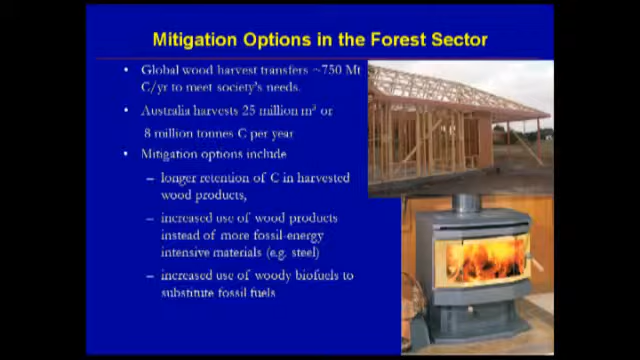 Mitigation Options in the Forest Sector
• Global wood harvest transfers ~750 Mt
C/yr to meet society's needs.
• Australia harvests 25 million m³ or
8 million tonnes C per year
• Mitigation options include
– longer retention of C in harvested
wood products,
– increased use of wood products
instead of more fossil-energy
intensive materials (e.g. steel)
– increased use of woody biofuels to
substitute fossil fuels